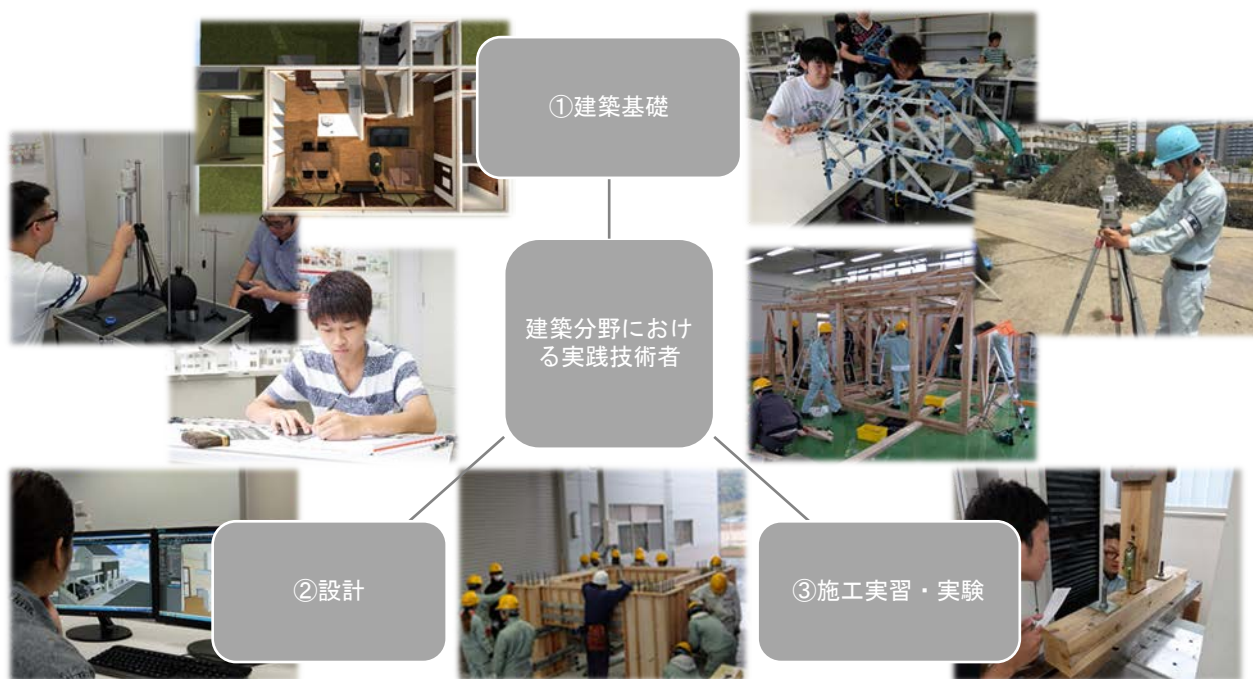 ①建築基礎
建築分野におけ
る実践技術者
②設計
③施工実習・実験